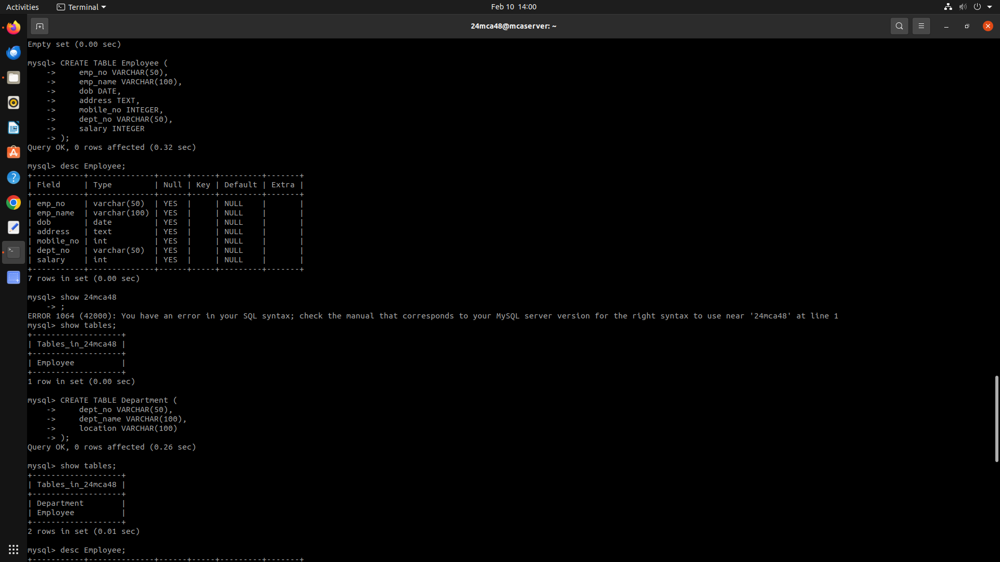 Activities
Terminal
Feb 10 14:00
24mca48@mcaserver: ~
Empty set (0.00 sec)
mysql> CREATE TABLE Employee (
    ->     emp_no VARCHAR(50),
    ->     emp_name VARCHAR(100),
    ->     dob DATE,
    ->     address TEXT,
    ->     mobile_no INTEGER,
    ->     dept_no VARCHAR(50),
    ->     salary INTEGER
    -> );
Query OK, 0 rows affected (0.32 sec)
mysql> desc Employee;
+-----------+--------------+------+-----+---------+-------+
| Field     | Type         | Null | Key | Default | Extra |
+-----------+--------------+------+-----+---------+-------+
| emp_no    | varchar(50)  | YES  |     | NULL    |       |
| emp_name  | varchar(100) | YES  |     | NULL    |       |
| dob       | date         | YES  |     | NULL    |       |
| address   | text         | YES  |     | NULL    |       |
| mobile_no | int          | YES  |     | NULL    |       |
| dept_no   | varchar(50)  | YES  |     | NULL    |       |
| salary    | int          | YES  |     | NULL    |       |
+-----------+--------------+------+-----+---------+-------+
7 rows in set (0.00 sec)
mysql> show 24mca48
    -> ;
ERROR 1064 (42000): You have an error in your SQL syntax; check the manual that corresponds to your MySQL server version for the right syntax to use near '24mca48' at line 1
mysql> show tables;
+-------------------+
| Tables_in_24mca48 |
+-------------------+
| Employee          |
+-------------------+
1 row in set (0.00 sec)
mysql> CREATE TABLE Department (
    ->     dept_no VARCHAR(50),
    ->     dept_name VARCHAR(100),
    ->     location VARCHAR(100)
    -> );
Query OK, 0 rows affected (0.26 sec)
mysql> show tables;
+-------------------+
| Tables_in_24mca48 |
+-------------------+
| Department        |
| Employee          |
+-------------------+
2 rows in set (0.01 sec)
mysql> desc Employee;
+-----------+--------------+------+-----+---------+-------+